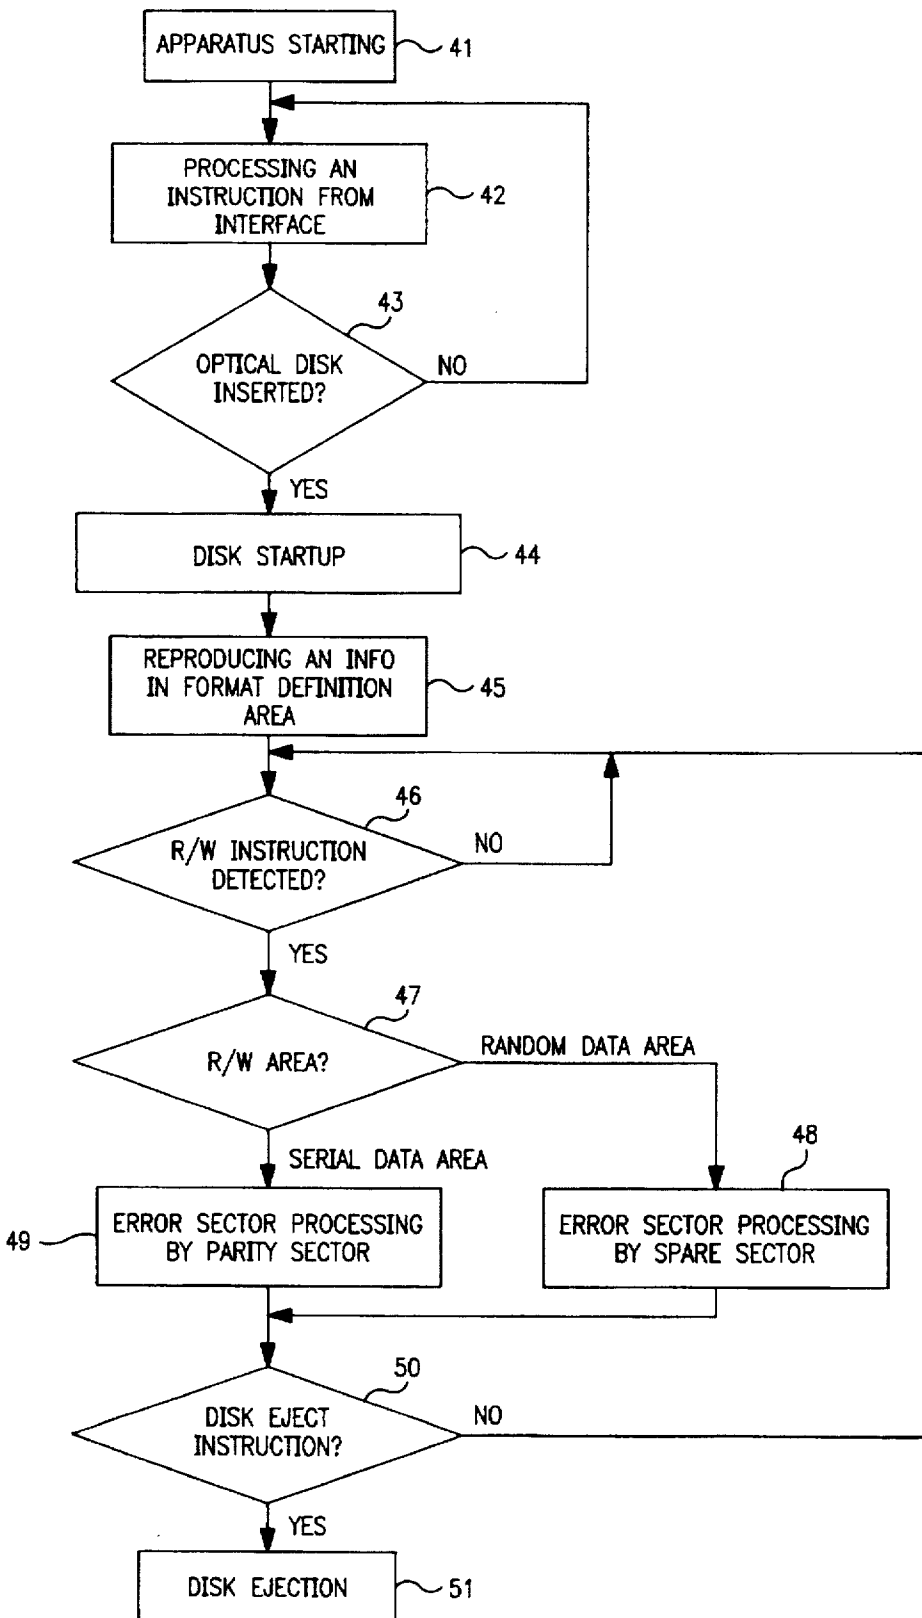 APPARATUS STARTING
41
PROCESSING AN
INSTRUCTION FROM
INTERFACE
42
43
OPTICAL DISK
INSERTED?
NO
YES
DISK STARTUP
44
REPRODUCING AN INFO
IN FORMAT DEFINITION
AREA
45
46
R/W INSTRUCTION
DETECTED?
NO
YES
47
R/W AREA?
RANDOM DATA AREA
SERIAL DATA AREA
48
49
ERROR SECTOR PROCESSING
BY PARITY SECTOR
ERROR SECTOR PROCESSING
BY SPARE SECTOR
50
DISK EJECT
INSTRUCTION?
NO
YES
DISK EJECTION
51